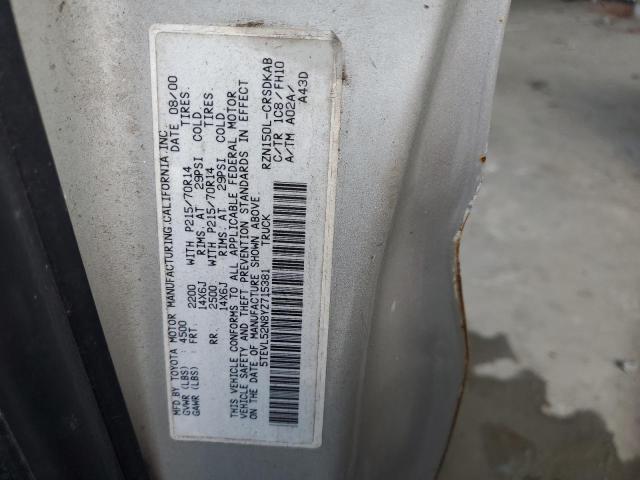 MFD BY TOYOTA MOTOR MANUFACTURING CALIFORNIA INC.
GVWR (LBS) : 4500 DATE 08/00
GAWR (LBS) FRT. 2200 WITH P215/70R14 TIRES.
14X6J RIMS. AT 29PSI COLD.
RR. 2500 WITH P215/70R14 TIRES.
14X6J RIMS. AT 29PSI COLD
THIS VEHICLE CONFORMS TO ALL APPLICABLE FEDERAL MOTOR
VEHICLE SAFETY AND THEFT PREVENTION STANDARDS IN EFFECT
ON THE DATE OF MANUFACTURE SHOWN ABOVE
5TEVL52N8YZ715381 TRUCK RZN150L-CRSDKAB
C/TR 1C8 / FH10
A/TM A02A/
A43D